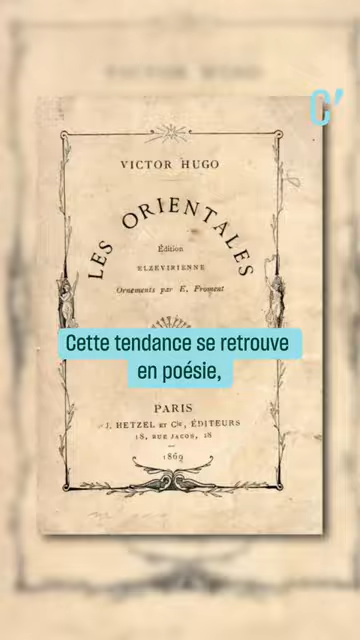 C’
VICTOR HUGO
LES ORIENTALES
Édition
ELZEVIRIENNE
Ornements par E. Froment
Cette tendance se retrouve
en poésie,
PARIS
J. HETZEL ET Cie, ÉDITEURS
18, RUE JACOB, 18
1869